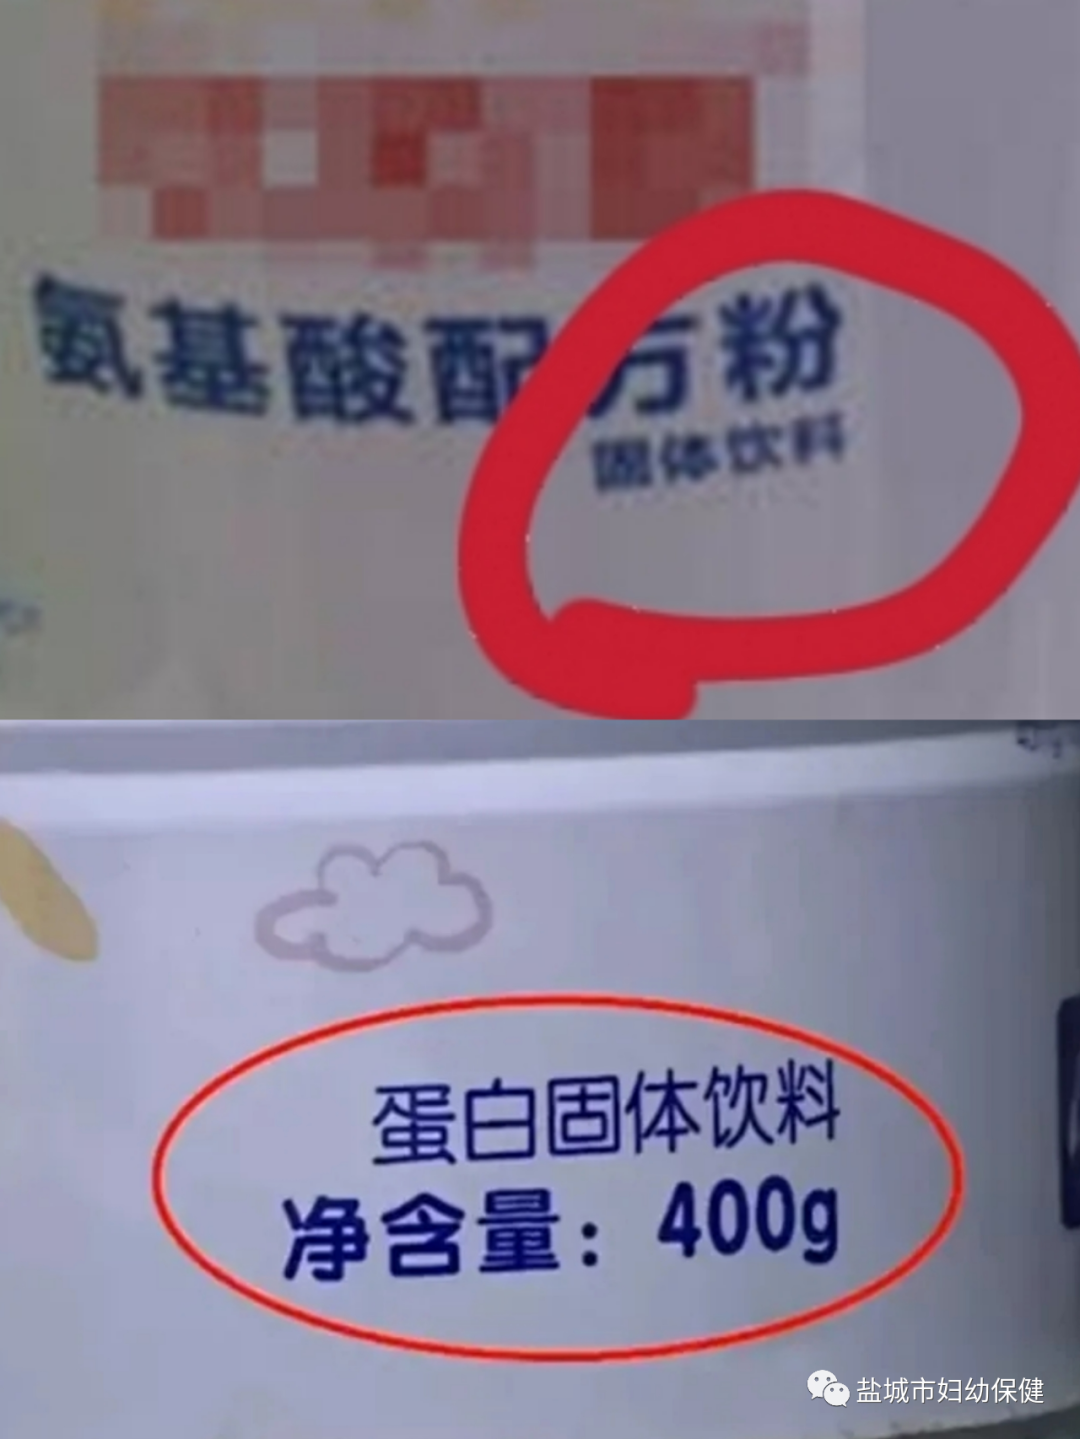 氨基酸配方粉
固体饮料
蛋白固体饮料
净含量：400g
盐城市妇幼保健